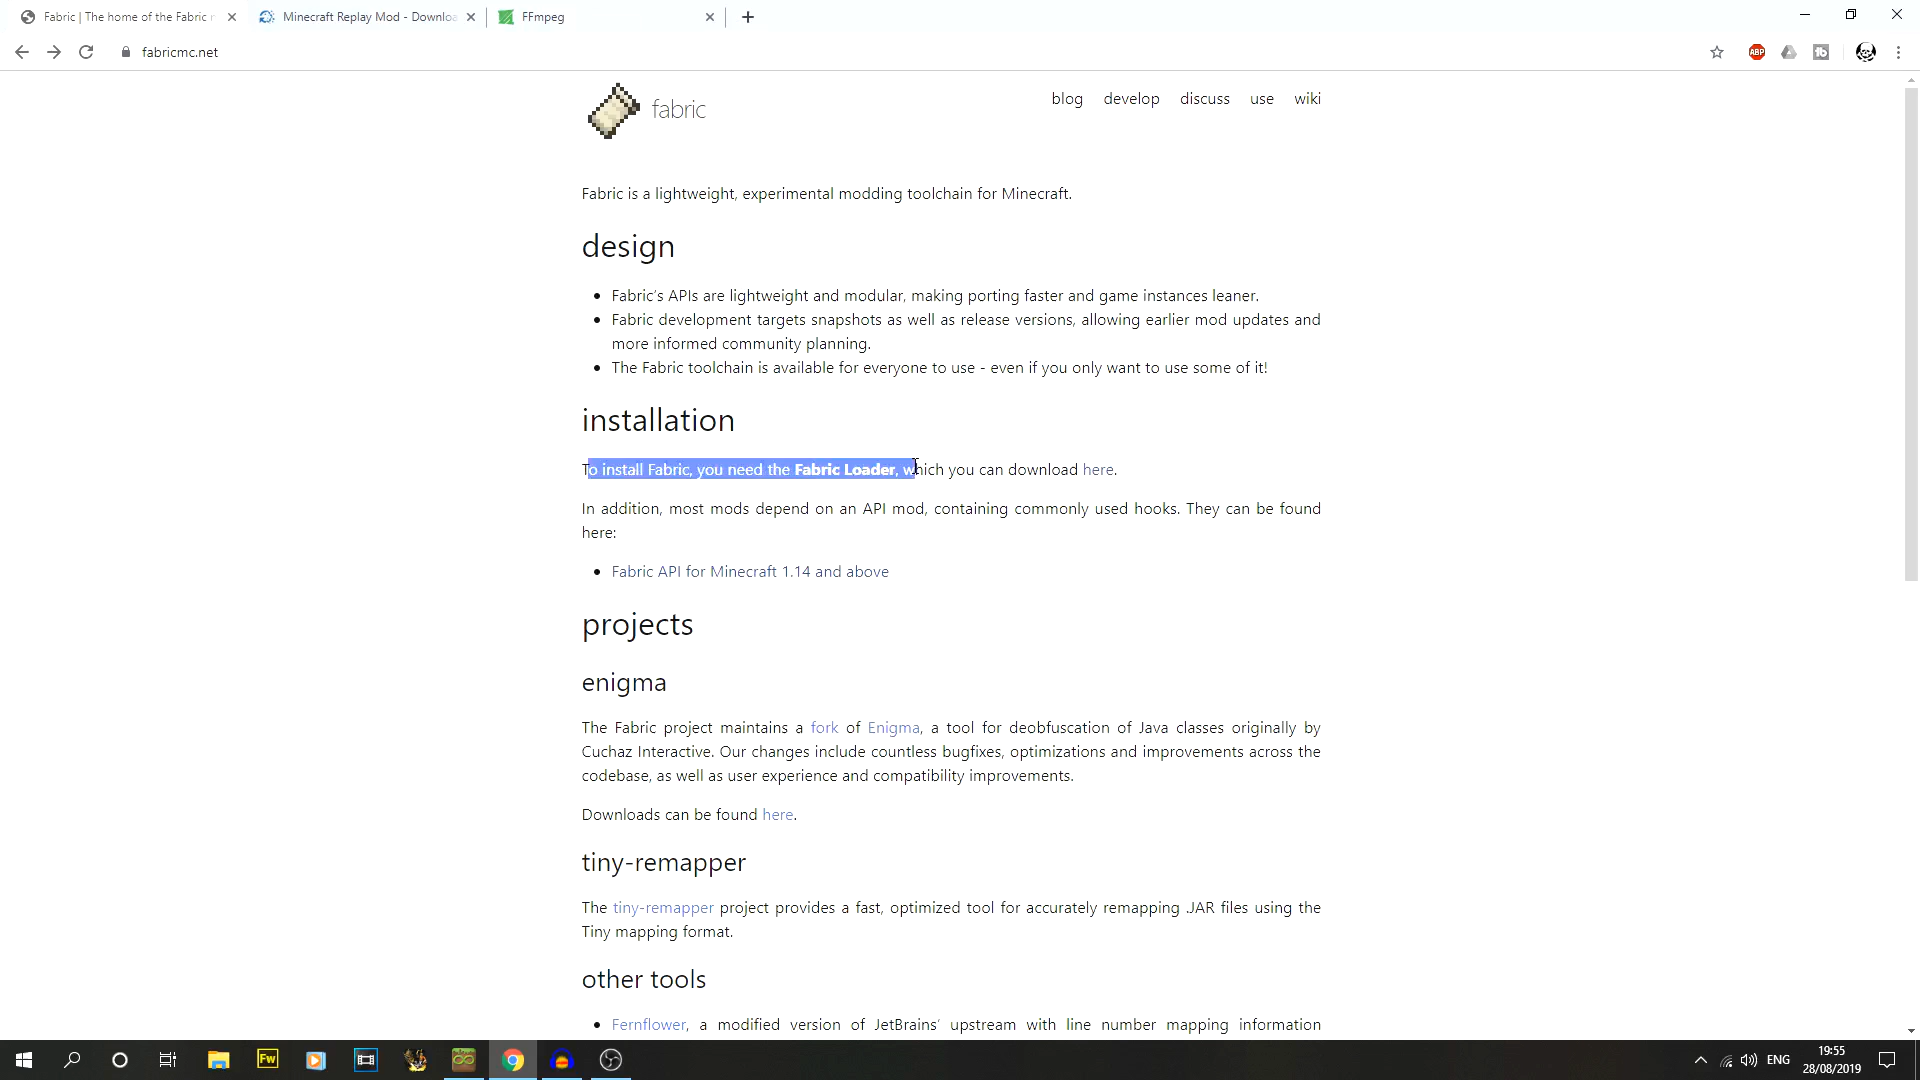 Fabric | The home of the Fabric m
Minecraft Replay Mod - Downloa
FFmpeg
fabricmc.net
ABP
fabric
blog
develop
discuss
use
wiki
Fabric is a lightweight, experimental modding toolchain for Minecraft.
design
• Fabric's APIs are lightweight and modular, making porting faster and game instances leaner.
• Fabric development targets snapshots as well as release versions, allowing earlier mod updates and
more informed community planning.
• The Fabric toolchain is available for everyone to use - even if you only want to use some of it!
installation
To install Fabric, you need the Fabric Loader, which you can download here.
In addition, most mods depend on an API mod, containing commonly used hooks. They can be found
here:
• Fabric API for Minecraft 1.14 and above
projects
enigma
The Fabric project maintains a fork of Enigma, a tool for deobfuscation of Java classes originally by
Cuchaz Interactive. Our changes include countless bugfixes, optimizations and improvements across the
codebase, as well as user experience and compatibility improvements.
Downloads can be found here.
tiny-remapper
The tiny-remapper project provides a fast, optimized tool for accurately remapping .JAR files using the
Tiny mapping format.
other tools
• Fernflower, a modified version of JetBrains' upstream with line number mapping information
Fw
ENG
19:55
28/08/2019